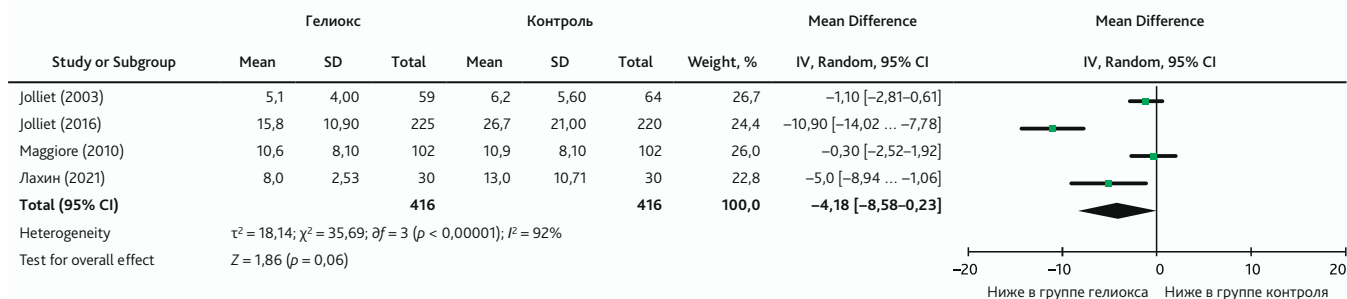 Гелиокс Контроль Mean Difference Mean Difference
Study or Subgroup Mean SD Total Mean SD Total Weight, % IV, Random, 95% CI IV, Random, 95% CI
Jolliet (2003) 5,1 4,00 59 6,2 5,60 64 26,7 –1,10 [–2,81–0,61]
Jolliet (2016) 15,8 10,90 225 26,7 21,00 220 24,4 –10,90 [–14,02 … –7,78]
Maggiore (2010) 10,6 8,10 102 10,9 8,10 102 26,0 –0,30 [–2,52–1,92]
Лахин (2021) 8,0 2,53 30 13,0 10,71 30 22,8 –5,0 [–8,94 … –1,06]
Total (95% CI) 416 416 100,0 –4,18 [–8,58–0,23]
Heterogeneity τ² = 18,14; χ² = 35,69; ∂f = 3 (p < 0,00001); I² = 92%
Test for overall effect Z = 1,86 (p = 0,06)
–20 –10 0 10 20
Ниже в группе гелиокса Ниже в группе контроля